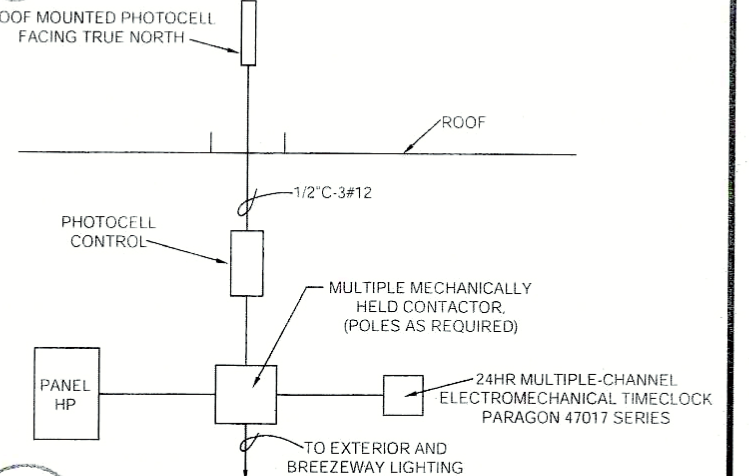 OOF MOUNTED PHOTOCELL
FACING TRUE NORTH
ROOF
1/2"C-3#12
PHOTOCELL
CONTROL
MULTIPLE MECHANICALLY
HELD CONTACTOR,
(POLES AS REQUIRED)
PANEL
HP
24HR MULTIPLE-CHANNEL
ELECTROMECHANICAL TIMECLOCK
PARAGON 47017 SERIES
TO EXTERIOR AND
BREEZEWAY LIGHTING